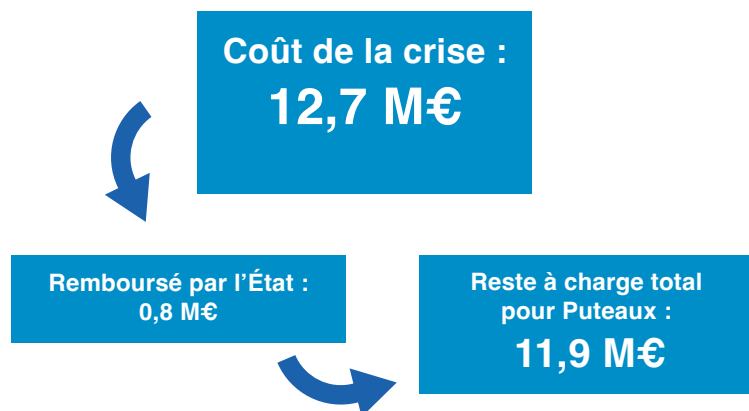 Coût de la crise :
12,7 M€
Remboursé par l’État :
0,8 M€
Reste à charge total
pour Puteaux :
11,9 M€